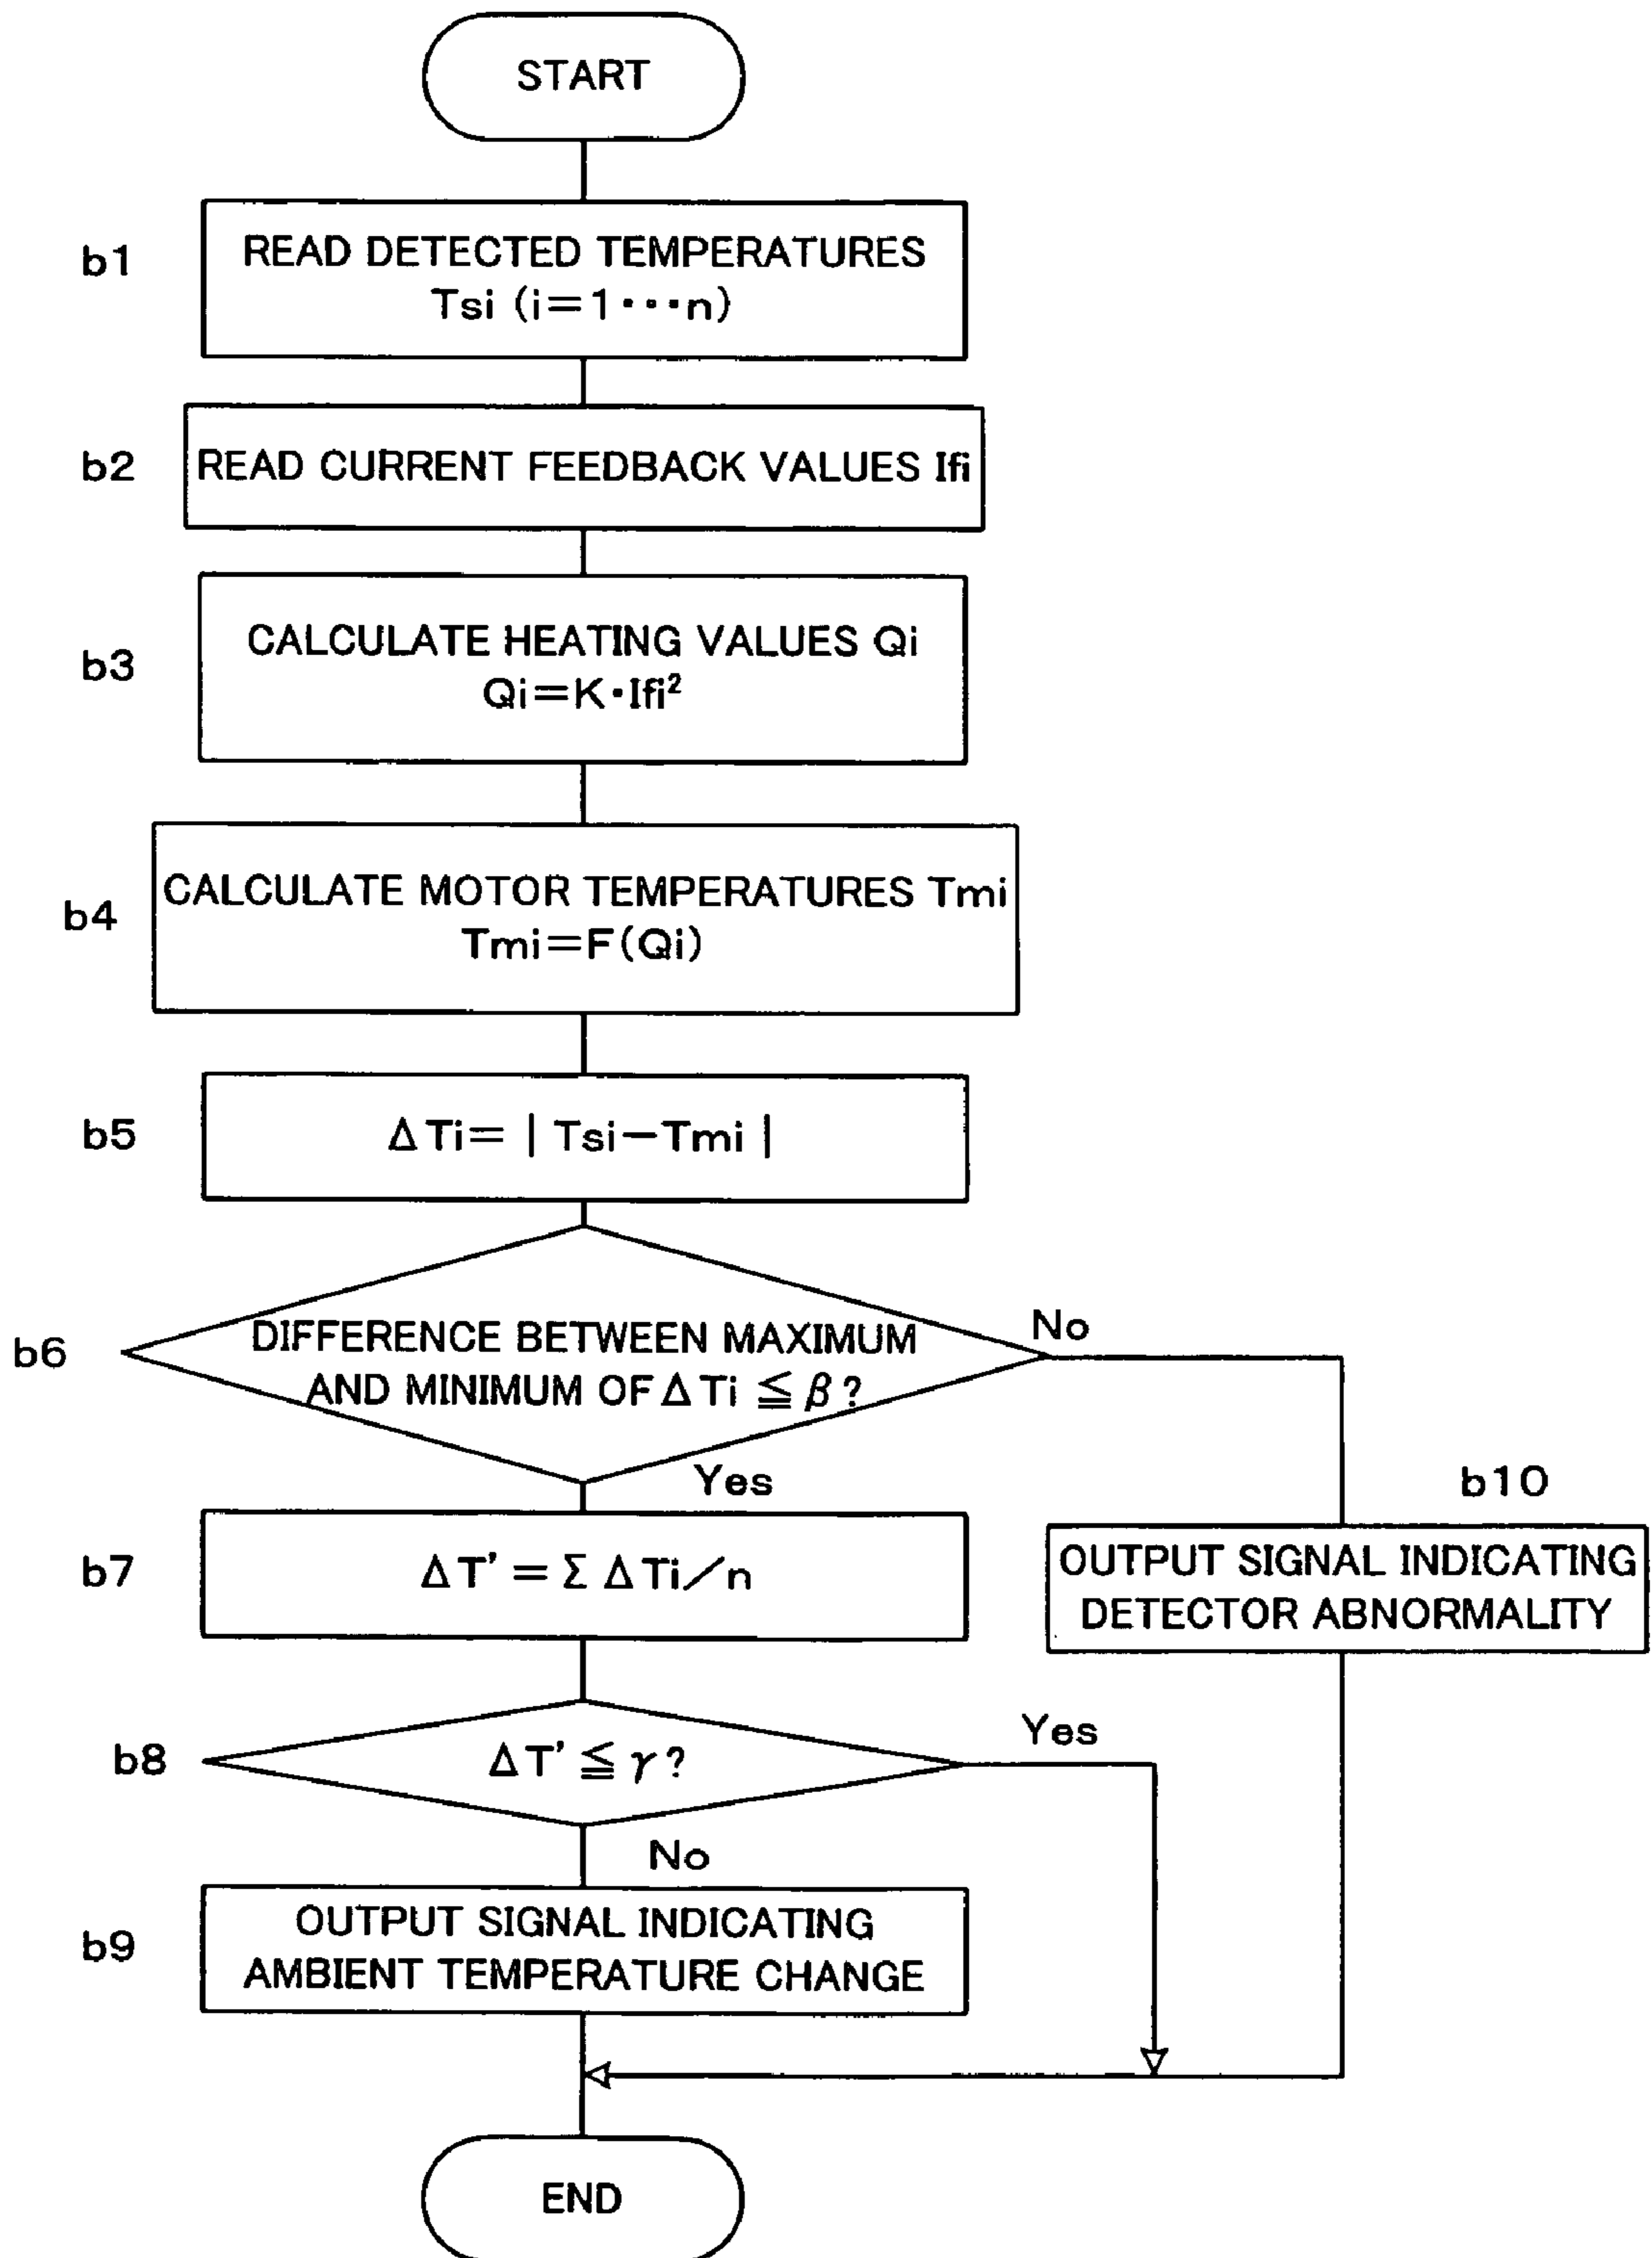 START
b1
READ DETECTED TEMPERATURES
Tsi (i=1···n)
b2
READ CURRENT FEEDBACK VALUES Ifi
b3
CALCULATE HEATING VALUES Qi
Qi=K·Ifi²
b4
CALCULATE MOTOR TEMPERATURES Tmi
Tmi=F(Qi)
b5
ΔTi=|Tsi−Tmi|
b6
DIFFERENCE BETWEEN MAXIMUM
AND MINIMUM OF ΔTi ≦ β?
No
Yes
b10
OUTPUT SIGNAL INDICATING
DETECTOR ABNORMALITY
b7
ΔT' = Σ ΔTi/n
b8
ΔT' ≦ γ?
Yes
No
b9
OUTPUT SIGNAL INDICATING
AMBIENT TEMPERATURE CHANGE
END